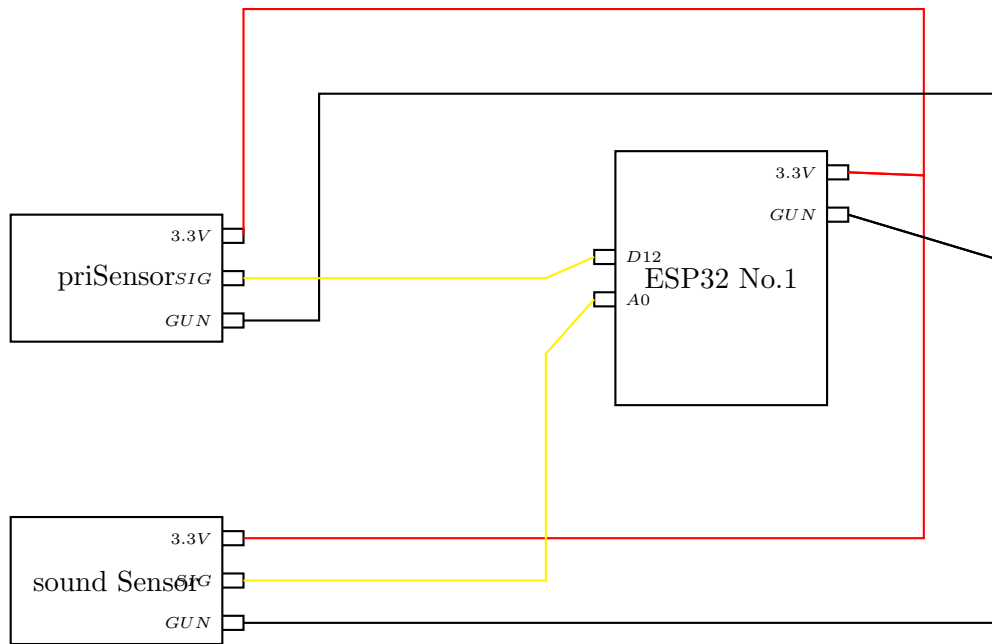 3.3V
priSensor
SIG
GUN
3.3V
GUN
D12
ESP32 No.1
A0
3.3V
sound Sensor
SIG
GUN